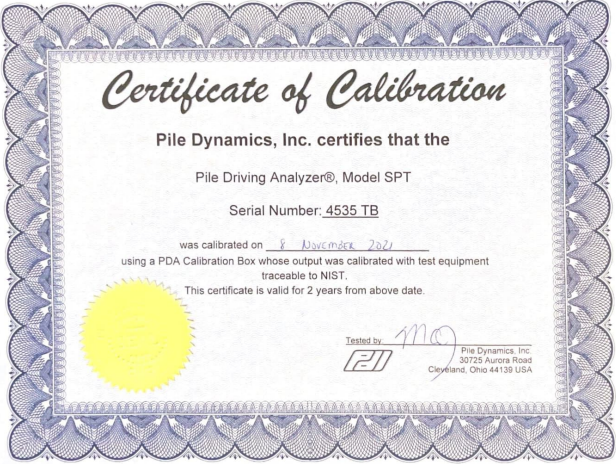 Certificate of Calibration
Pile Dynamics, Inc. certifies that the
Pile Driving Analyzer®, Model SPT
Serial Number: 4535 TB
was calibrated on 8 November 2021
using a PDA Calibration Box whose output was calibrated with test equipment
traceable to NIST.
This certificate is valid for 2 years from above date.
Tested by:
PDI
Pile Dynamics, Inc.
30725 Aurora Road
Cleveland, Ohio 44139 USA